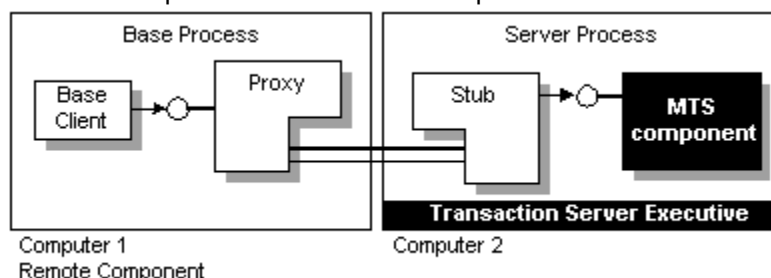 Base Process
Server Process
Base
Client
Proxy
Stub
MTS
component
Transaction Server Executive
Computer 1
Computer 2
Remote Component